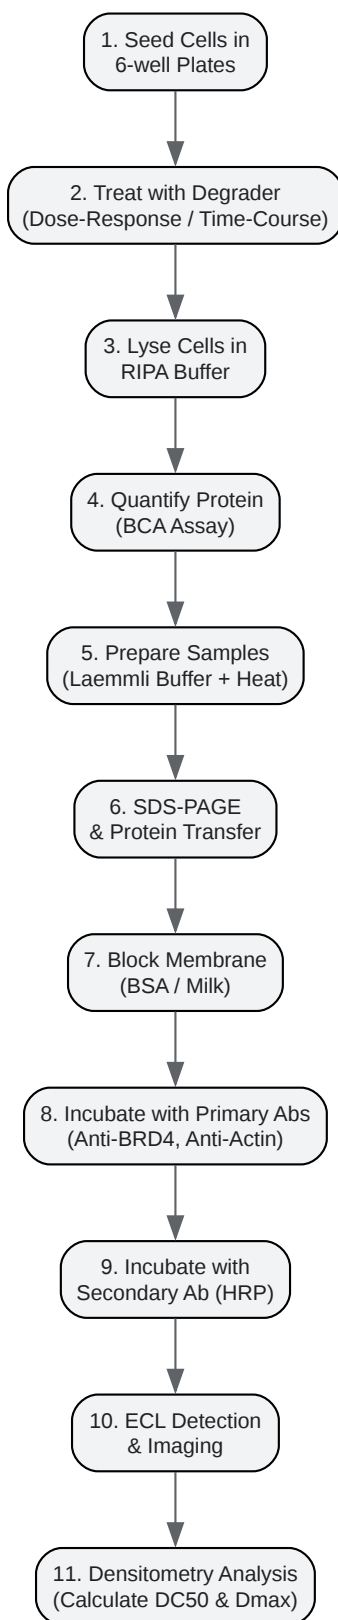 1. Seed Cells in
6-well Plates
2. Treat with Degrader
(Dose-Response / Time-Course)
3. Lyse Cells in
RIPA Buffer
4. Quantify Protein
(BCA Assay)
5. Prepare Samples
(Laemmli Buffer + Heat)
6. SDS-PAGE
& Protein Transfer
7. Block Membrane
(BSA / Milk)
8. Incubate with Primary Abs
(Anti-BRD4, Anti-Actin)
9. Incubate with
Secondary Ab (HRP)
10. ECL Detection
& Imaging
11. Densitometry Analysis
(Calculate DC50 & Dmax)